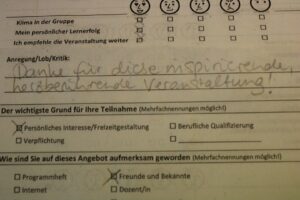 Klima in der Gruppe
Mein persönlicher Lernerfolg
Ich empfehle die Veranstaltung weiter
Anregung/Lob/Kritik:
Danke für diese inspirierende,
herzberührende Veranstaltung!
Der wichtigste Grund für Ihre Teilnahme (Mehrfachnennungen möglich!)
Persönliches Interesse/Freizeitgestaltung Berufliche Qualifizierung
Verpflichtung
Wie sind Sie auf dieses Angebot aufmerksam geworden (Mehrfachnennungen möglich!)
Programmheft Freunde und Bekannte
Internet Dozent/in